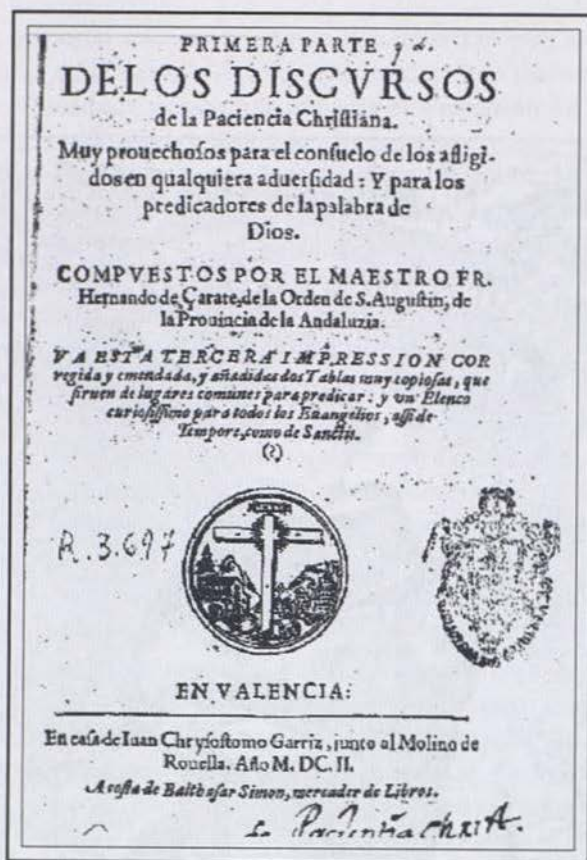 PRIMERA PARTE y 2.
DELOS DISCVRSOS
de la Paciencia Chriſtiana.
Muy prouechoſos para el conſuelo de los afligi-
dos en qualquiera aduerſidad : Y para los
predicadores de la palabra de
Dios.
COMPVESTOS POR EL MAESTRO FR.
Hernando de Çarate, de la Orden de S. Auguſtin, de
la Prouincia de la Andaluzia.
VA ESTA TERCERA IMPRESSION COR
regida y emendada, y añadidas dos Tablas muy copioſas, que
ſiruen de lugares comunes para predicar : y vn Elenco
curioſiſſimo para todos los Euangelios, aſſi de
Tempore, como de Sanctis.
(?)
R. 3.697
EN VALENCIA:
En caſa de Iuan Chryſoſtomo Garriz, junto al Molino de
Rouella. Año M. DC. II.
A coſta de Balthaſar Simon, mercader de Libros.